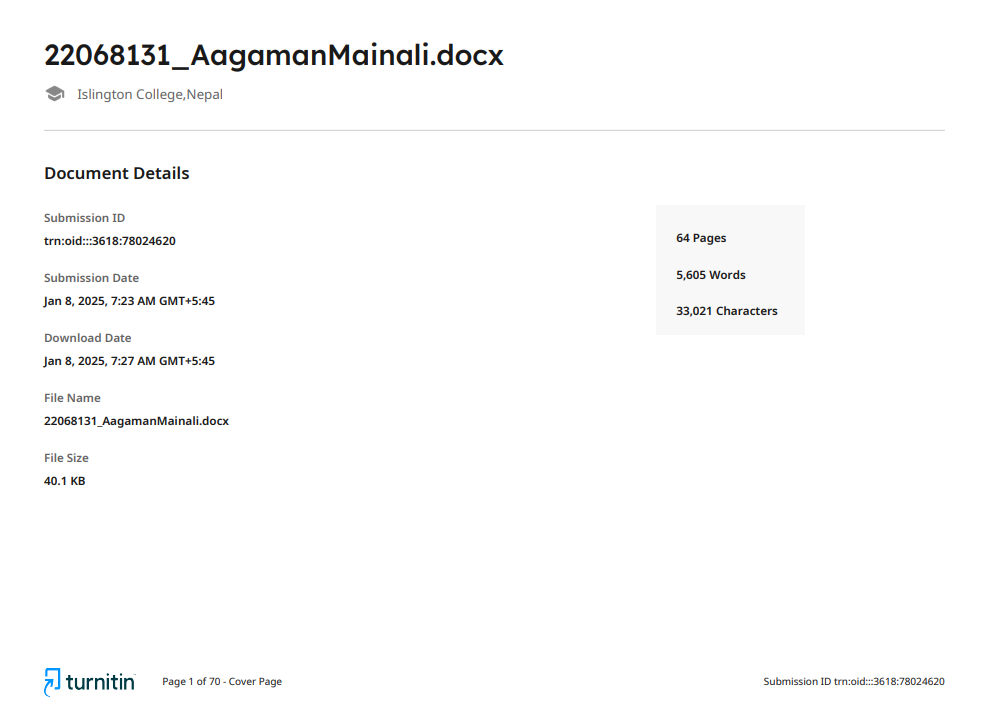 22068131_AagamanMainali.docx
Islington College,Nepal
Document Details
Submission ID
trn:oid:::3618:78024620
Submission Date
Jan 8, 2025, 7:23 AM GMT+5:45
Download Date
Jan 8, 2025, 7:27 AM GMT+5:45
File Name
22068131_AagamanMainali.docx
File Size
40.1 KB
64 Pages
5,605 Words
33,021 Characters
turnitin
Page 1 of 70 - Cover Page
Submission ID trn:oid:::3618:78024620